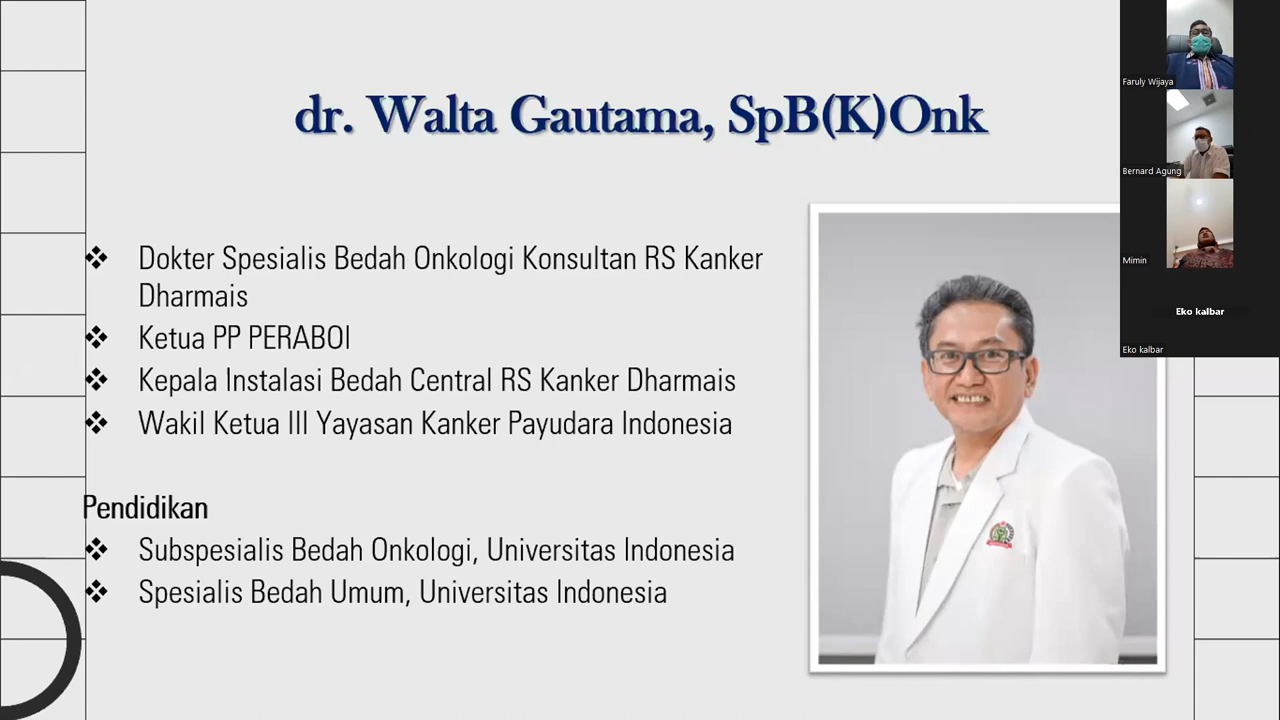 dr. Walta Gautama, SpB(K)Onk
❖ Dokter Spesialis Bedah Onkologi Konsultan RS Kanker
Dharmais
❖ Ketua PP PERABOI
❖ Kepala Instalasi Bedah Central RS Kanker Dharmais
❖ Wakil Ketua III Yayasan Kanker Payudara Indonesia
Pendidikan
❖ Subspesialis Bedah Onkologi, Universitas Indonesia
❖ Spesialis Bedah Umum, Universitas Indonesia
Faruly Wijaya
Bernard Agung
Mimin
Eko kalbar
Eko kalbar